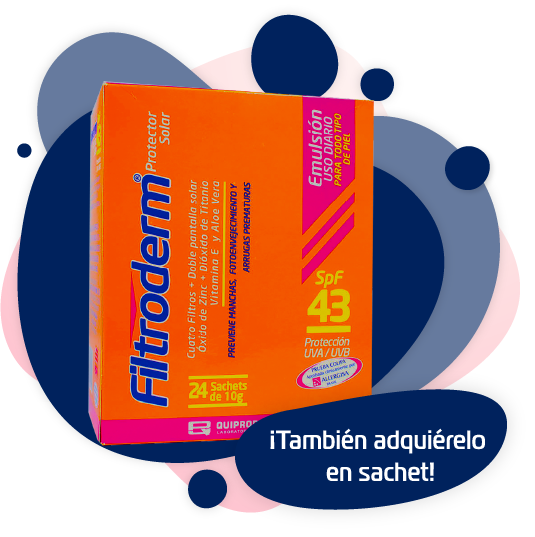 Filtroderm®
Protector
Solar
Cuatro Filtros + Doble pantalla solar
Óxido de Zinc + Dióxido de Titanio
Vitamina E y Aloe Vera
PREVIENE MANCHAS, FOTOENVEJECIMIENTO Y
ARRUGAS PREMATURAS
24 Sachets
de 10g
Emulsión
USO DIARIO
PARA TODO TIPO
DE PIEL
SpF
43
Protección
UVA / UVB
ALLERGISA
¡También adquiérelo
en sachet!